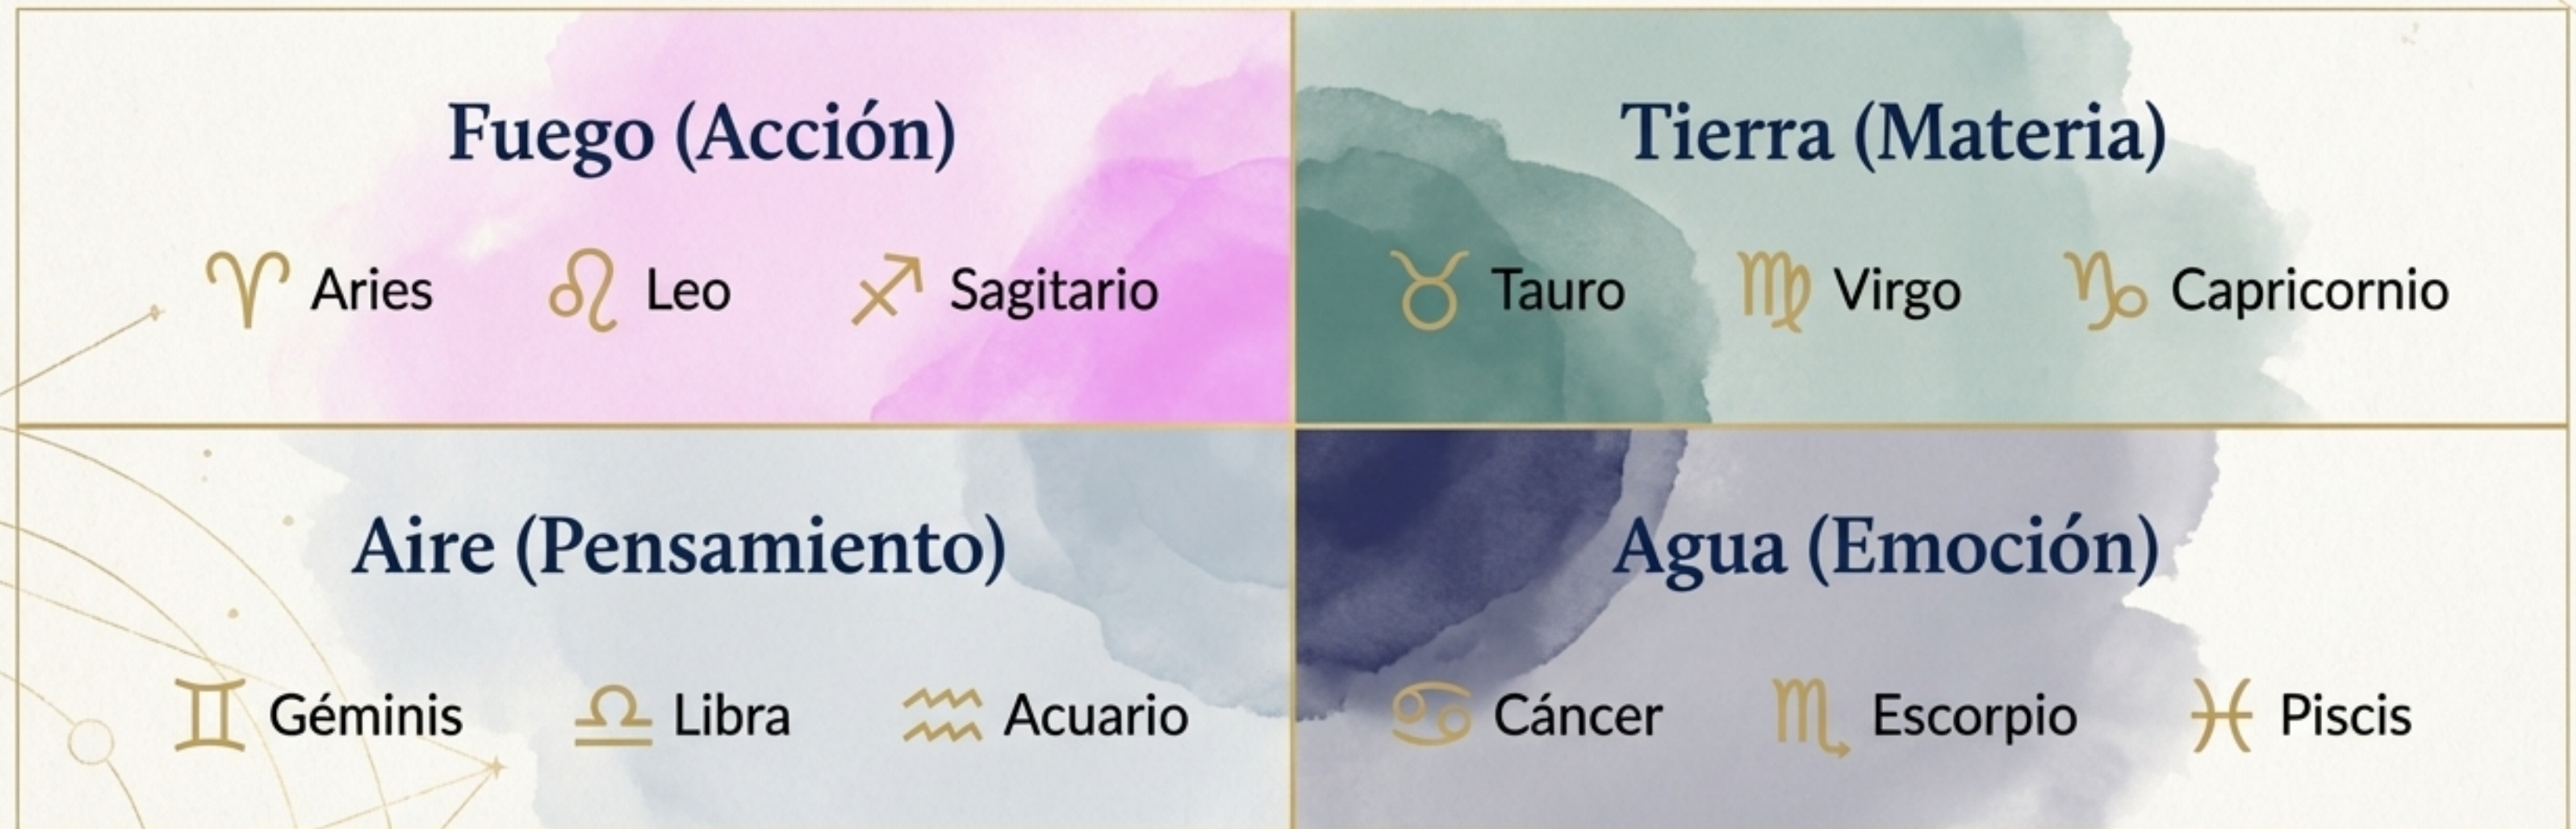 Fuego (Acción)
Aries Leo Sagitario
Tierra (Materia)
Tauro Virgo Capricornio
Aire (Pensamiento)
Géminis Libra Acuario
Agua (Emoción)
Cáncer Escorpio Piscis